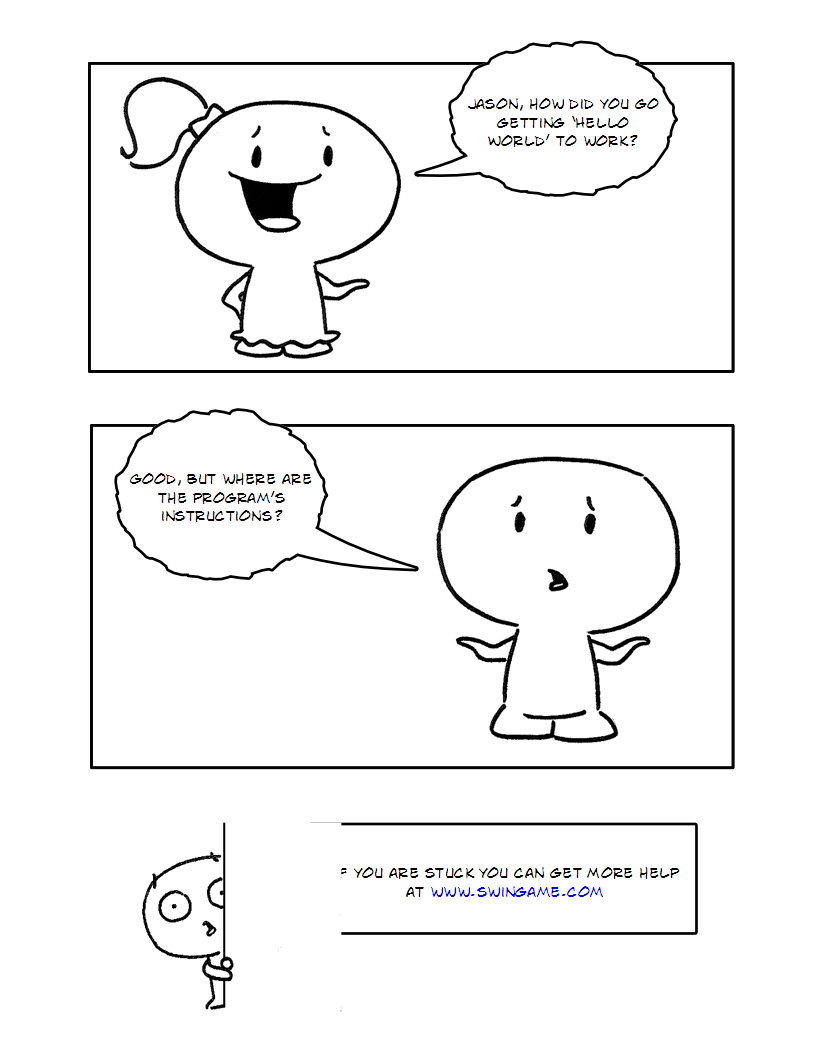 JASON, HOW DID YOU GO
GETTING 'HELLO
WORLD' TO WORK?
GOOD, BUT WHERE ARE
THE PROGRAM'S
INSTRUCTIONS?
YOU ARE STUCK YOU CAN GET MORE HELP
AT WWW.SWINGAME.COM